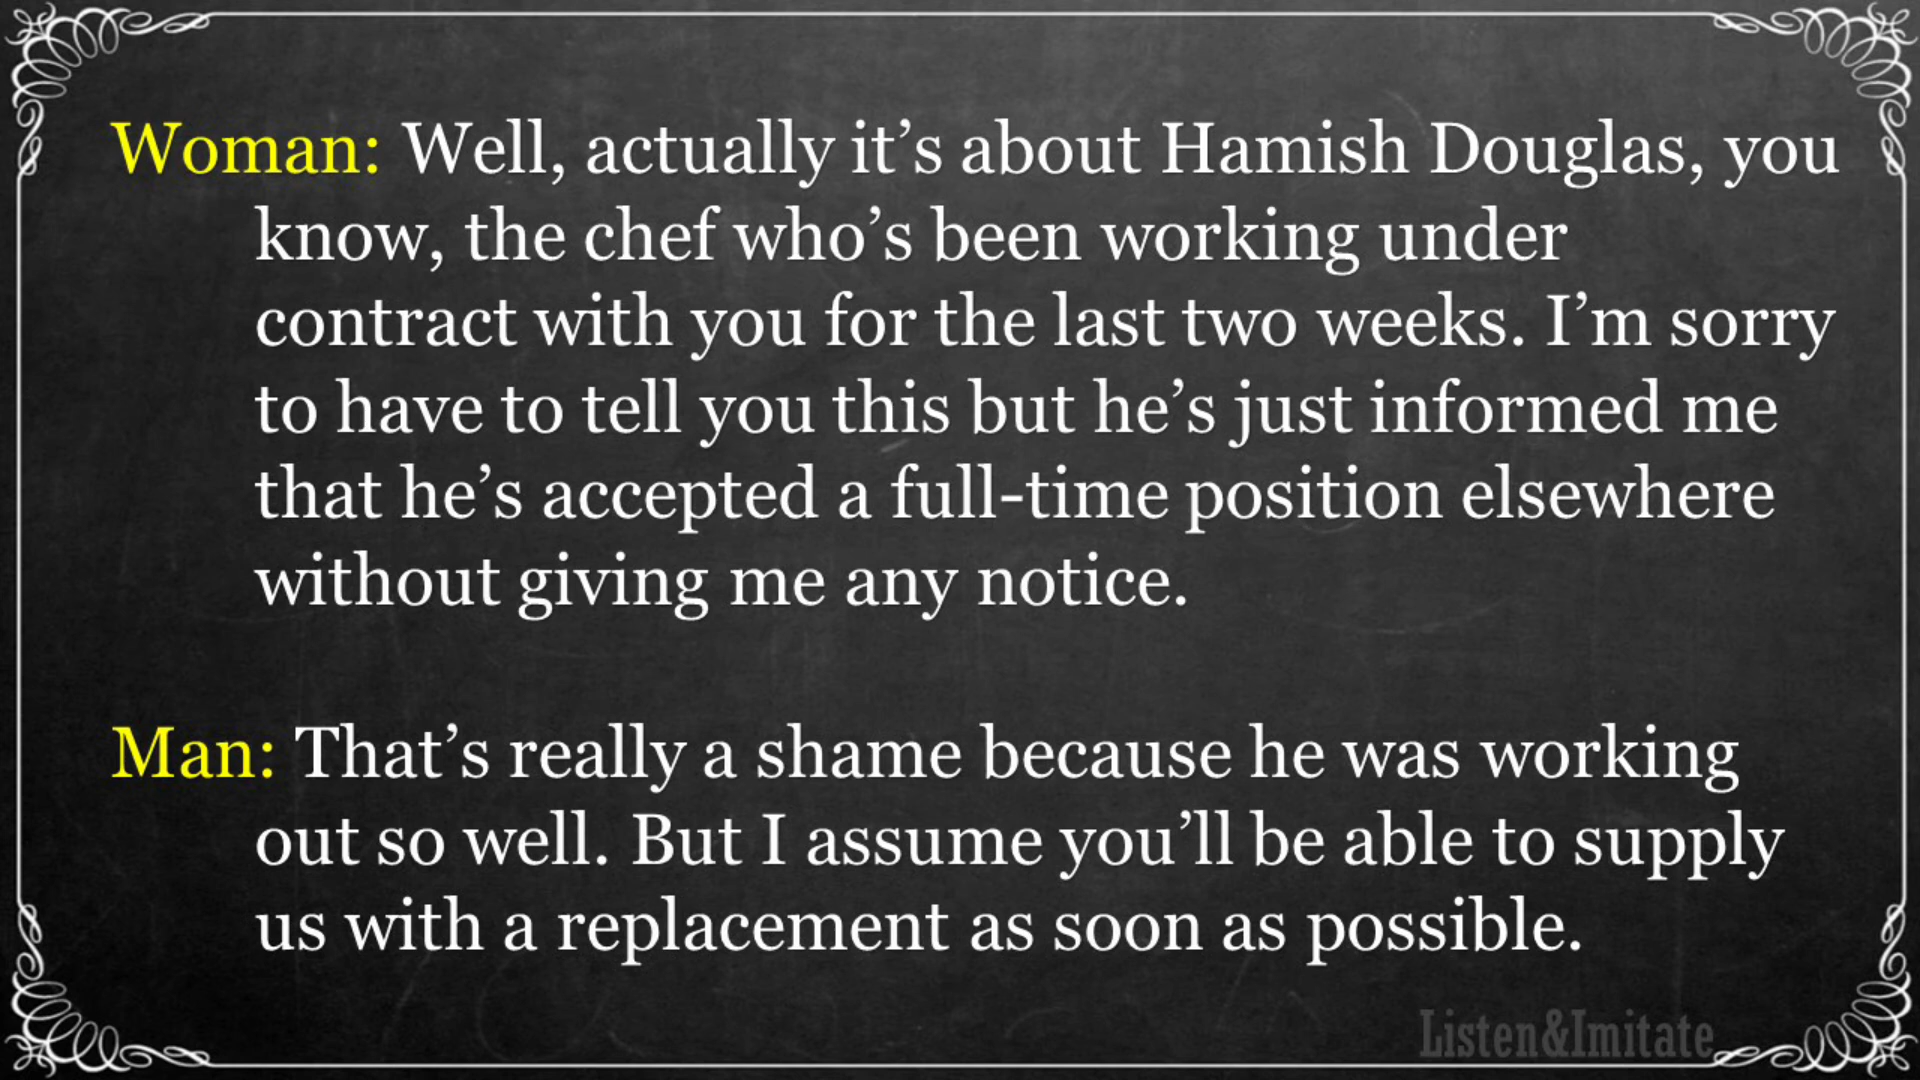 Woman: Well, actually it’s about Hamish Douglas, you
know, the chef who’s been working under
contract with you for the last two weeks. I’m sorry
to have to tell you this but he’s just informed me
that he’s accepted a full-time position elsewhere
without giving me any notice.
Man: That’s really a shame because he was working
out so well. But I assume you’ll be able to supply
us with a replacement as soon as possible.
Listen&Imitate